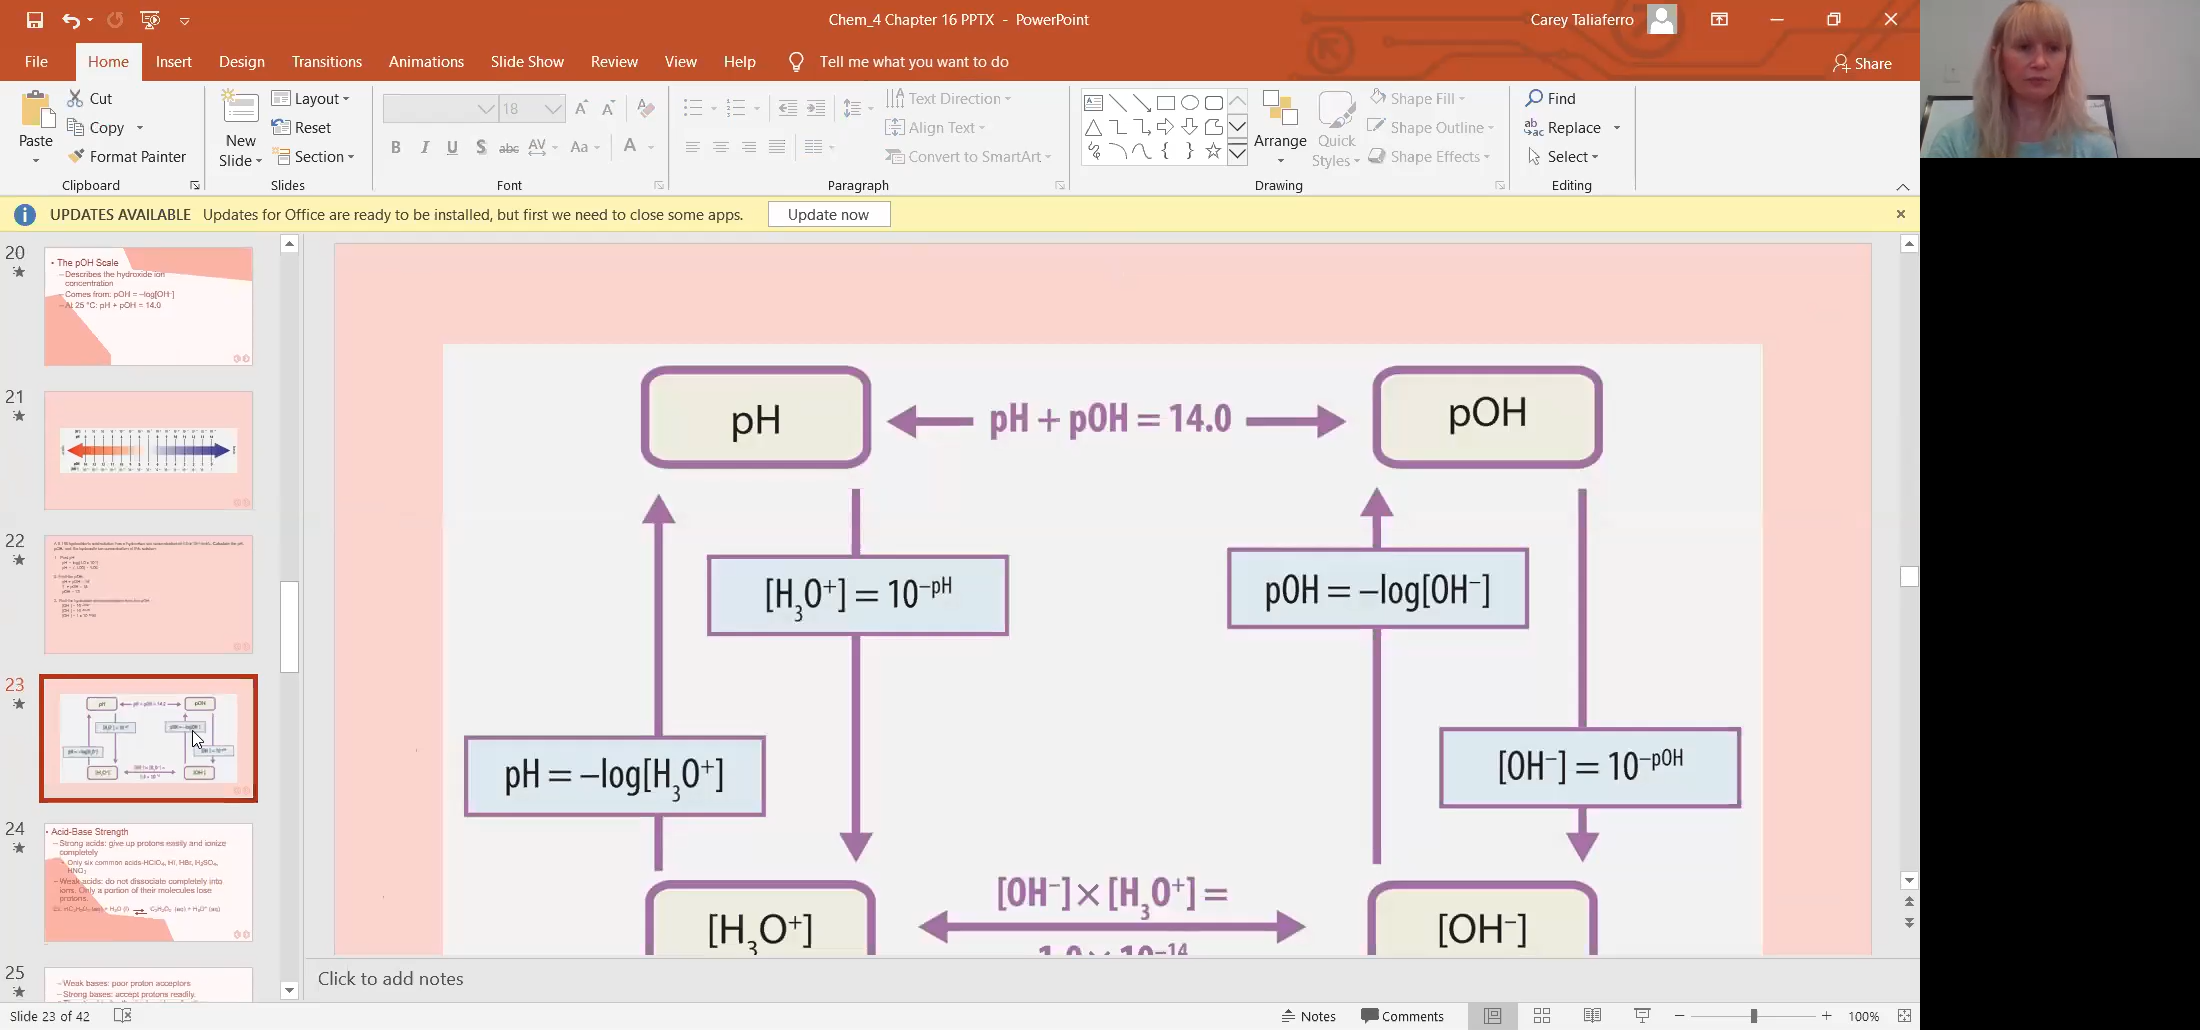 Chem_4 Chapter 16 PPTX - PowerPoint
Carey Taliaferro
File Home Insert Design Transitions Animations Slide Show Review View Help Tell me what you want to do
Share
Paste
Cut
Copy
Format Painter
Clipboard
New Slide
Layout
Reset
Section
Slides
18
B I U S abc AV Aa A
Font
Text Direction
Align Text
Convert to SmartArt
Paragraph
Arrange
Quick Styles
Shape Fill
Shape Outline
Shape Effects
Drawing
Find
Replace
Select
Editing
UPDATES AVAILABLE Updates for Office are ready to be installed, but first we need to close some apps. Update now
20
• The pOH Scale
–Describes the hydroxide ion
concentration
–Comes from: pOH = –log[OH⁻]
–At 25 °C: pH + pOH = 14.0
21
22
23
24
• Acid-Base Strength
–Strong acids: give up protons easily and ionize
completely
Only six common acids-HClO₄, HI, HBr, H₂SO₄,
HNO₃
–Weak acids: do not dissociate completely into
ions. Only a portion of their molecules lose
protons.
25
–Weak bases: poor proton acceptors
–Strong bases: accept protons readily.
pH
pH + pOH = 14.0
pOH
[H₃O⁺] = 10⁻ᵖᴴ
pOH = –log[OH⁻]
pH = –log[H₃O⁺]
[OH⁻] = 10⁻ᵖᴼᴴ
[OH⁻] × [H₃O⁺] =
1.0 × 10⁻¹⁴
[H₃O⁺]
[OH⁻]
Click to add notes
Slide 23 of 42
Notes
Comments
100%